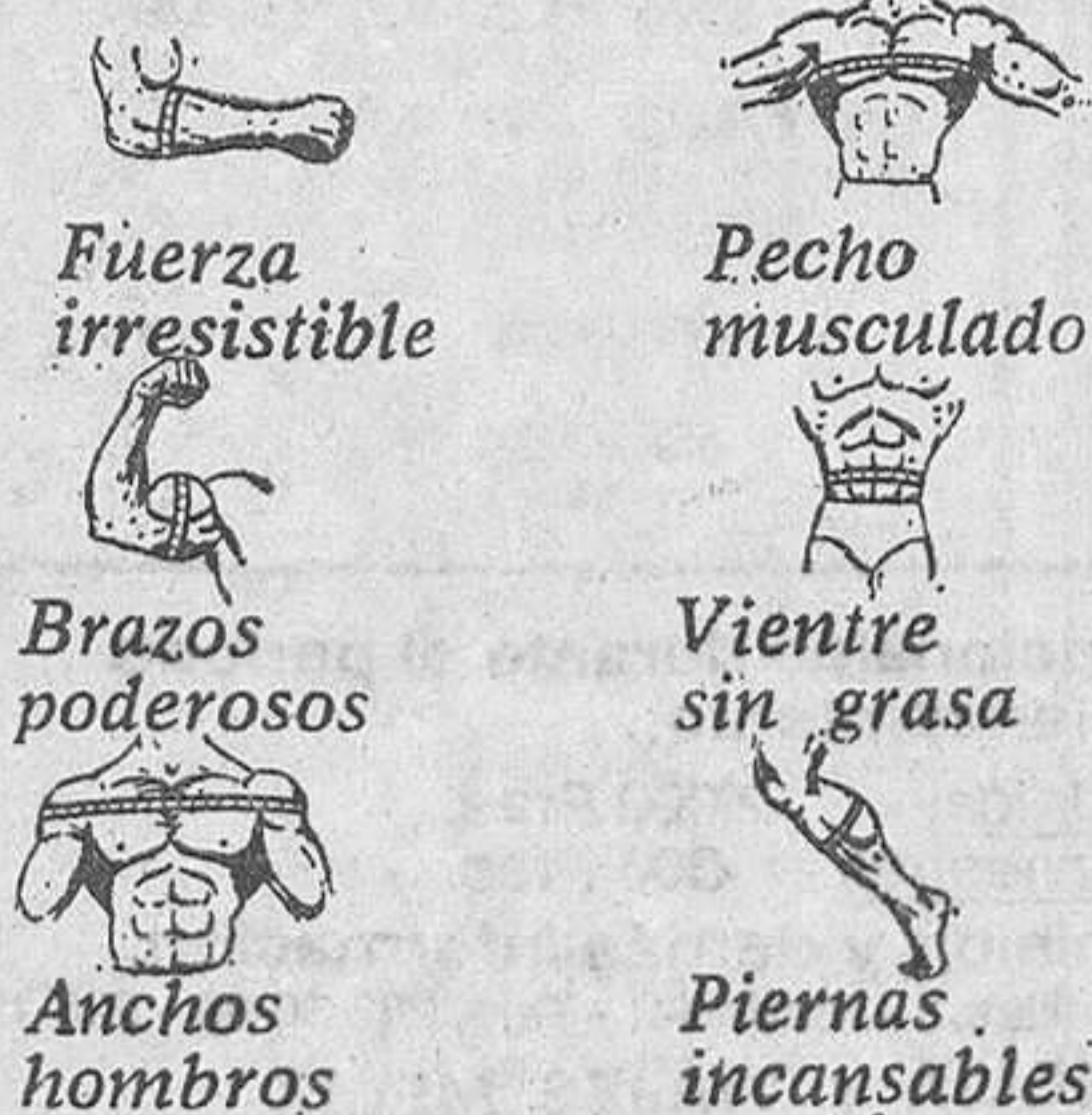 Fuerza
irresistible
Pecho
musculado
Brazos
poderosos
Vientre
sin grasa
Anchos
hombros
Piernas
incansables